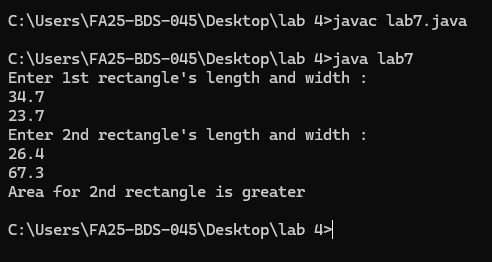 C:\Users\FA25-BDS-045\Desktop\lab 4>javac lab7.java
C:\Users\FA25-BDS-045\Desktop\lab 4>java lab7
Enter 1st rectangle's length and width :
34.7
23.7
Enter 2nd rectangle's length and width :
26.4
67.3
Area for 2nd rectangle is greater
C:\Users\FA25-BDS-045\Desktop\lab 4>